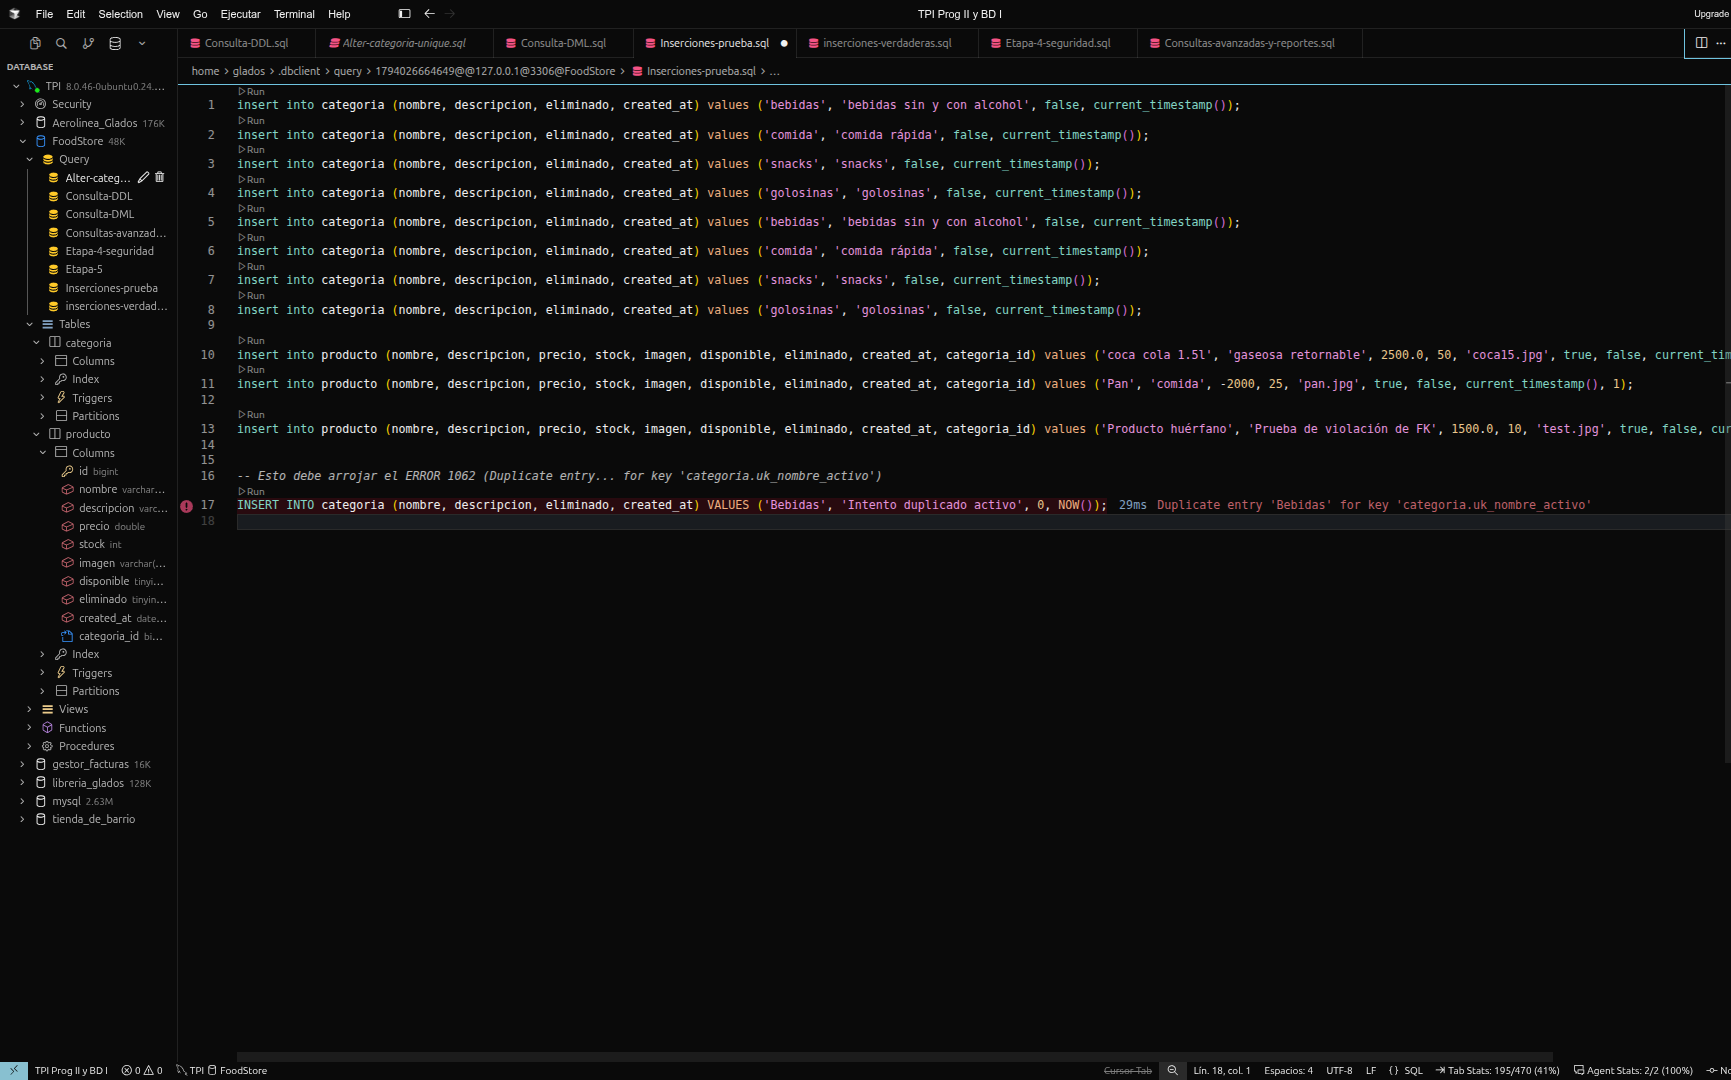 File Edit Selection View Go Ejecutar Terminal Help
TPI Prog II y BD I
Upgrade
Consulta-DDL.sql
Alter-categoria-unique.sql
Consulta-DML.sql
Inserciones-prueba.sql
inserciones-verdaderas.sql
Etapa-4-seguridad.sql
Consultas-avanzadas-y-reportes.sql
home > glados > .dbclient > query > 1794026664649@@127.0.0.1@3306@FoodStore > Inserciones-prueba.sql > ...
DATABASE
TPI 8.0.46-0ubuntu0.24....
Security
Aerolinea_Glados 176K
FoodStore 48K
Query
Alter-categ...
Consulta-DDL
Consulta-DML
Consultas-avanzad...
Etapa-4-seguridad
Etapa-5
Inserciones-prueba
inserciones-verdad...
Tables
categoria
Columns
Index
Triggers
Partitions
producto
Columns
id bigint
nombre varchar...
descripcion varc...
precio double
stock int
imagen varchar(...
disponible tinyi...
eliminado tinyin...
created_at date...
categoria_id bi...
Index
Triggers
Partitions
Views
Functions
Procedures
gestor_facturas 16K
libreria_glados 128K
mysql 2.63M
tienda_de_barrio
Run
1 insert into categoria (nombre, descripcion, eliminado, created_at) values ('bebidas', 'bebidas sin y con alcohol', false, current_timestamp());
Run
2 insert into categoria (nombre, descripcion, eliminado, created_at) values ('comida', 'comida rápida', false, current_timestamp());
Run
3 insert into categoria (nombre, descripcion, eliminado, created_at) values ('snacks', 'snacks', false, current_timestamp());
Run
4 insert into categoria (nombre, descripcion, eliminado, created_at) values ('golosinas', 'golosinas', false, current_timestamp());
Run
5 insert into categoria (nombre, descripcion, eliminado, created_at) values ('bebidas', 'bebidas sin y con alcohol', false, current_timestamp());
Run
6 insert into categoria (nombre, descripcion, eliminado, created_at) values ('comida', 'comida rápida', false, current_timestamp());
Run
7 insert into categoria (nombre, descripcion, eliminado, created_at) values ('snacks', 'snacks', false, current_timestamp());
Run
8 insert into categoria (nombre, descripcion, eliminado, created_at) values ('golosinas', 'golosinas', false, current_timestamp());
9
Run
10 insert into producto (nombre, descripcion, precio, stock, imagen, disponible, eliminado, created_at, categoria_id) values ('coca cola 1.5l', 'gaseosa retornable', 2500.0, 50, 'coca15.jpg', true, false, current_tim
Run
11 insert into producto (nombre, descripcion, precio, stock, imagen, disponible, eliminado, created_at, categoria_id) values ('Pan', 'comida', -2000, 25, 'pan.jpg', true, false, current_timestamp(), 1);
12
Run
13 insert into producto (nombre, descripcion, precio, stock, imagen, disponible, eliminado, created_at, categoria_id) values ('Producto huérfano', 'Prueba de violación de FK', 1500.0, 10, 'test.jpg', true, false, cur
14
15
16 -- Esto debe arrojar el ERROR 1062 (Duplicate entry... for key 'categoria.uk_nombre_activo')
Run
17 INSERT INTO categoria (nombre, descripcion, eliminado, created_at) VALUES ('Bebidas', 'Intento duplicado activo', 0, NOW()); 29ms Duplicate entry 'Bebidas' for key 'categoria.uk_nombre_activo'
18
TPI Prog II y BD I 0 0 TPI FoodStore
Cursor Tab Lín. 18, col. 1 Espacios: 4 UTF-8 LF {} SQL Tab Stats: 195/470 (41%) Agent Stats: 2/2 (100%) No